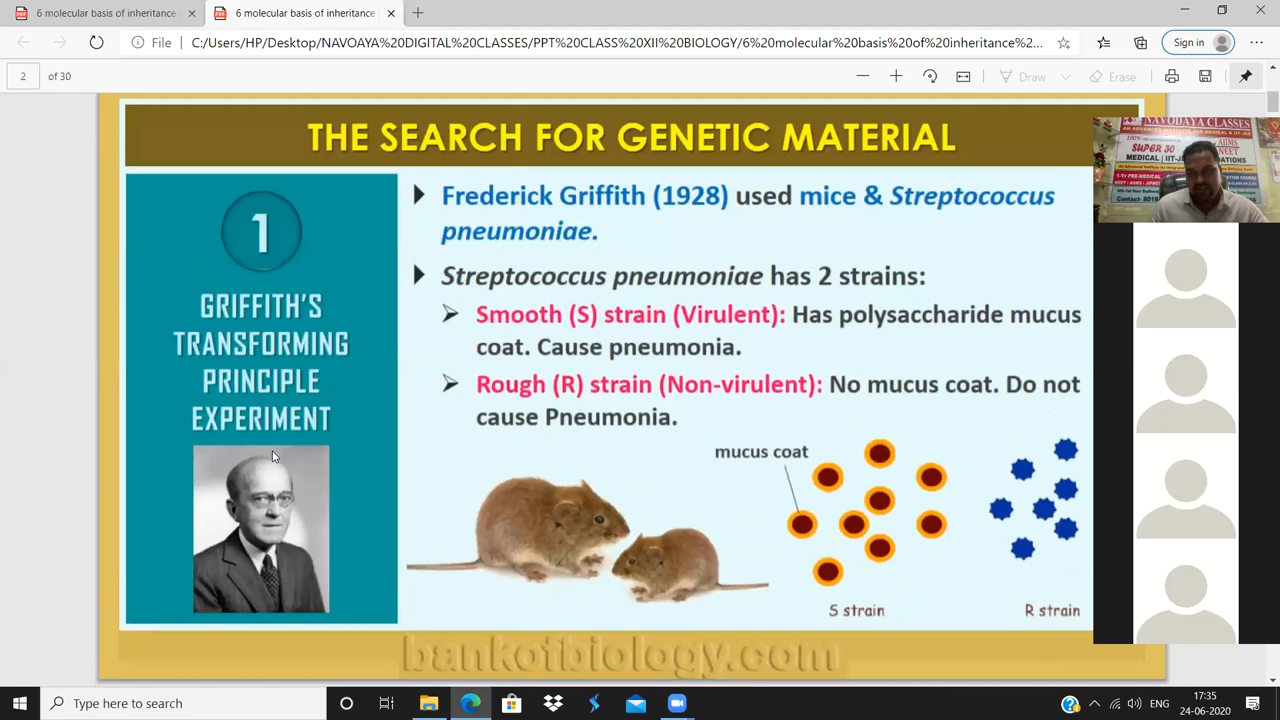 6 molecular basis of inheritance
6 molecular basis of inheritance
File
C:/Users/HP/Desktop/NAVOAYA%20DIGITAL%20CLASSES/PPT%20CLASS%20XII%20BIOLOGY/6%20molecular%20basis%20of%20inheritance%2...
Sign in
2 of 30
Draw
Erase
THE SEARCH FOR GENETIC MATERIAL
1
GRIFFITH'S
TRANSFORMING
PRINCIPLE
EXPERIMENT
Frederick Griffith (1928) used mice & Streptococcus
pneumoniae.
Streptococcus pneumoniae has 2 strains:
Smooth (S) strain (Virulent): Has polysaccharide mucus
coat. Cause pneumonia.
Rough (R) strain (Non-virulent): No mucus coat. Do not
cause Pneumonia.
mucus coat
S strain
R strain
bankofbiology.com
NAVODAYA CLASSES
SUPER 30
AIIMS
NEET
MEDICAL | IIT-J
Type here to search
ENG
17:35
24-06-2020